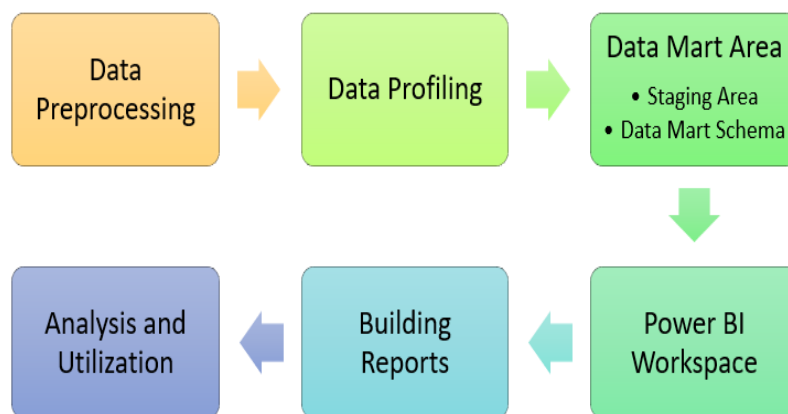 Data
Preprocessing
Data Profiling
Data Mart Area
• Staging Area
• Data Mart Schema
Power BI
Workspace
Building
Reports
Analysis and
Utilization